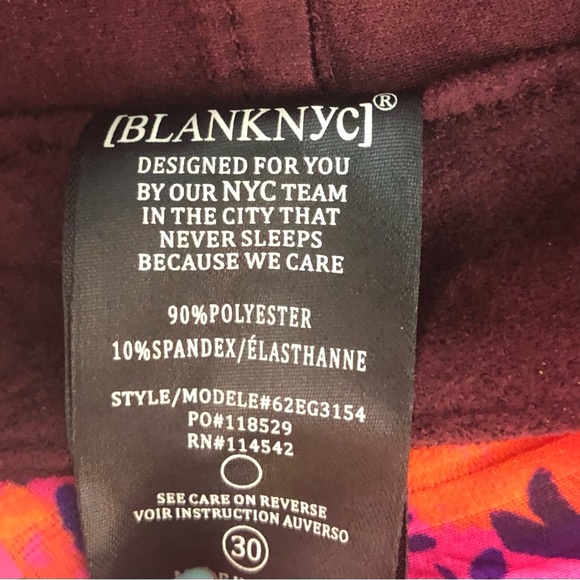 [BLANKNYC]®
DESIGNED FOR YOU
BY OUR NYC TEAM
IN THE CITY THAT
NEVER SLEEPS
BECAUSE WE CARE
90%POLYESTER
10%SPANDEX/ÉLASTHANNE
STYLE/MODELE#62EG3154
PO#118529
RN#114542
SEE CARE ON REVERSE
VOIR INSTRUCTION AUVERSO
30